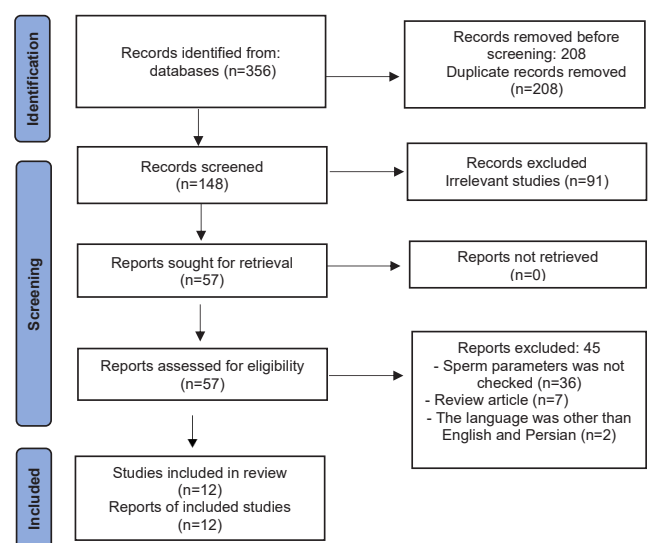 Identification
Records identified from:
databases (n=356)
Records removed before
screening: 208
Duplicate records removed
(n=208)
Screening
Records screened
(n=148)
Records excluded
Irrelevant studies (n=91)
Reports sought for retrieval
(n=57)
Reports not retrieved
(n=0)
Reports assessed for eligibility
(n=57)
Reports excluded: 45
- Sperm parameters was not
checked (n=36)
- Review article (n=7)
- The language was other than
English and Persian (n=2)
Included
Studies included in review
(n=12)
Reports of included studies
(n=12)